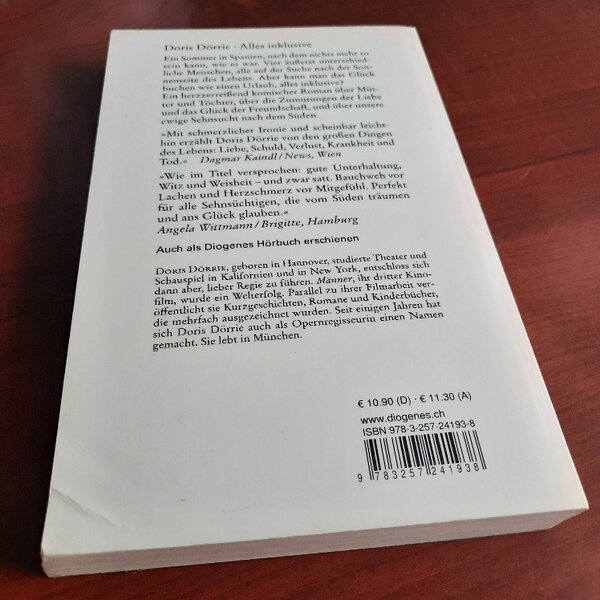 Doris Dörrie · Alles inklusive
Ein Sommer in Spanien, nach dem nichts mehr so
sein kann, wie es war. Vier äußerst unterschied-
liche Menschen, alle auf der Suche nach der Son-
nenseite des Lebens. Aber kann man das Glück
buchen wie einen Urlaub, alles inklusive?
Ein herzzerreißend komischer Roman über Müt-
ter und Töchter, über die Zumutungen der Liebe
und das Glück der Freundschaft, und über unsere
ewige Sehnsucht nach dem Süden.
»Mit schmerzlicher Ironie und scheinbar leicht-
hin erzählt Doris Dörrie von den großen Dingen
des Lebens: Liebe, Schuld, Verlust, Krankheit und
Tod.« Dagmar Kaindl / News, Wien
»Wie im Titel versprochen: gute Unterhaltung,
Witz und Weisheit – und zwar satt. Bauchweh vor
Lachen und Herzschmerz vor Mitgefühl. Perfekt
für alle Sehnsüchtigen, die vom Süden träumen
und ans Glück glauben.«
Angela Wittmann / Brigitte, Hamburg
Auch als Diogenes Hörbuch erschienen
DORIS DÖRRIE, geboren in Hannover, studierte Theater und
Schauspiel in Kalifornien und in New York, entschloss sich
dann aber, lieber Regie zu führen. Männer, ihr dritter Kino-
film, wurde ein Welterfolg. Parallel zu ihrer Filmarbeit ver-
öffentlicht sie Kurzgeschichten, Romane und Kinderbücher,
die mehrfach ausgezeichnet wurden. Seit einigen Jahren hat
sich Doris Dörrie auch als Opernregisseurin einen Namen
gemacht. Sie lebt in München.
€ 10.90 (D) · € 11.30 (A)
www.diogenes.ch
ISBN 978-3-257-24193-8
9 783257 241938